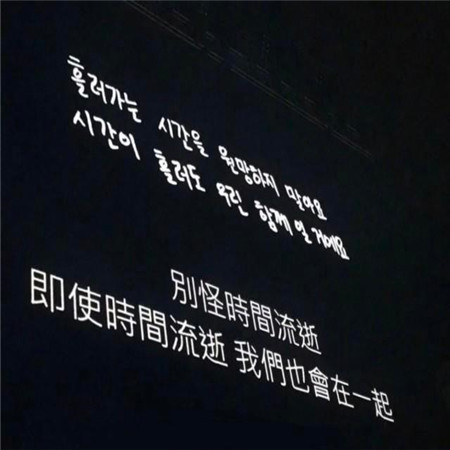 흘러가는 시간을 원망하지 말아요
시간이 흘러도 우린 함께 일 거예요
別怪時間流逝
即使時間流逝 我們也會在一起